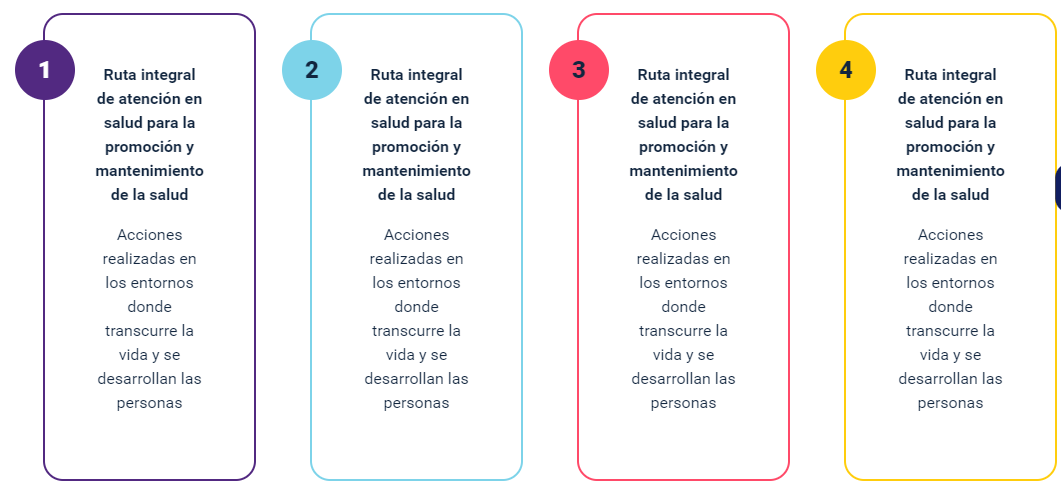 1
Ruta integral
de atención en
salud para la
promoción y
mantenimiento
de la salud
Acciones
realizadas en
los entornos
donde
transcurre la
vida y se
desarrollan las
personas
2
Ruta integral
de atención en
salud para la
promoción y
mantenimiento
de la salud
Acciones
realizadas en
los entornos
donde
transcurre la
vida y se
desarrollan las
personas
3
Ruta integral
de atención en
salud para la
promoción y
mantenimiento
de la salud
Acciones
realizadas en
los entornos
donde
transcurre la
vida y se
desarrollan las
personas
4
Ruta integral
de atención en
salud para la
promoción y
mantenimiento
de la salud
Acciones
realizadas en
los entornos
donde
transcurre la
vida y se
desarrollan las
personas